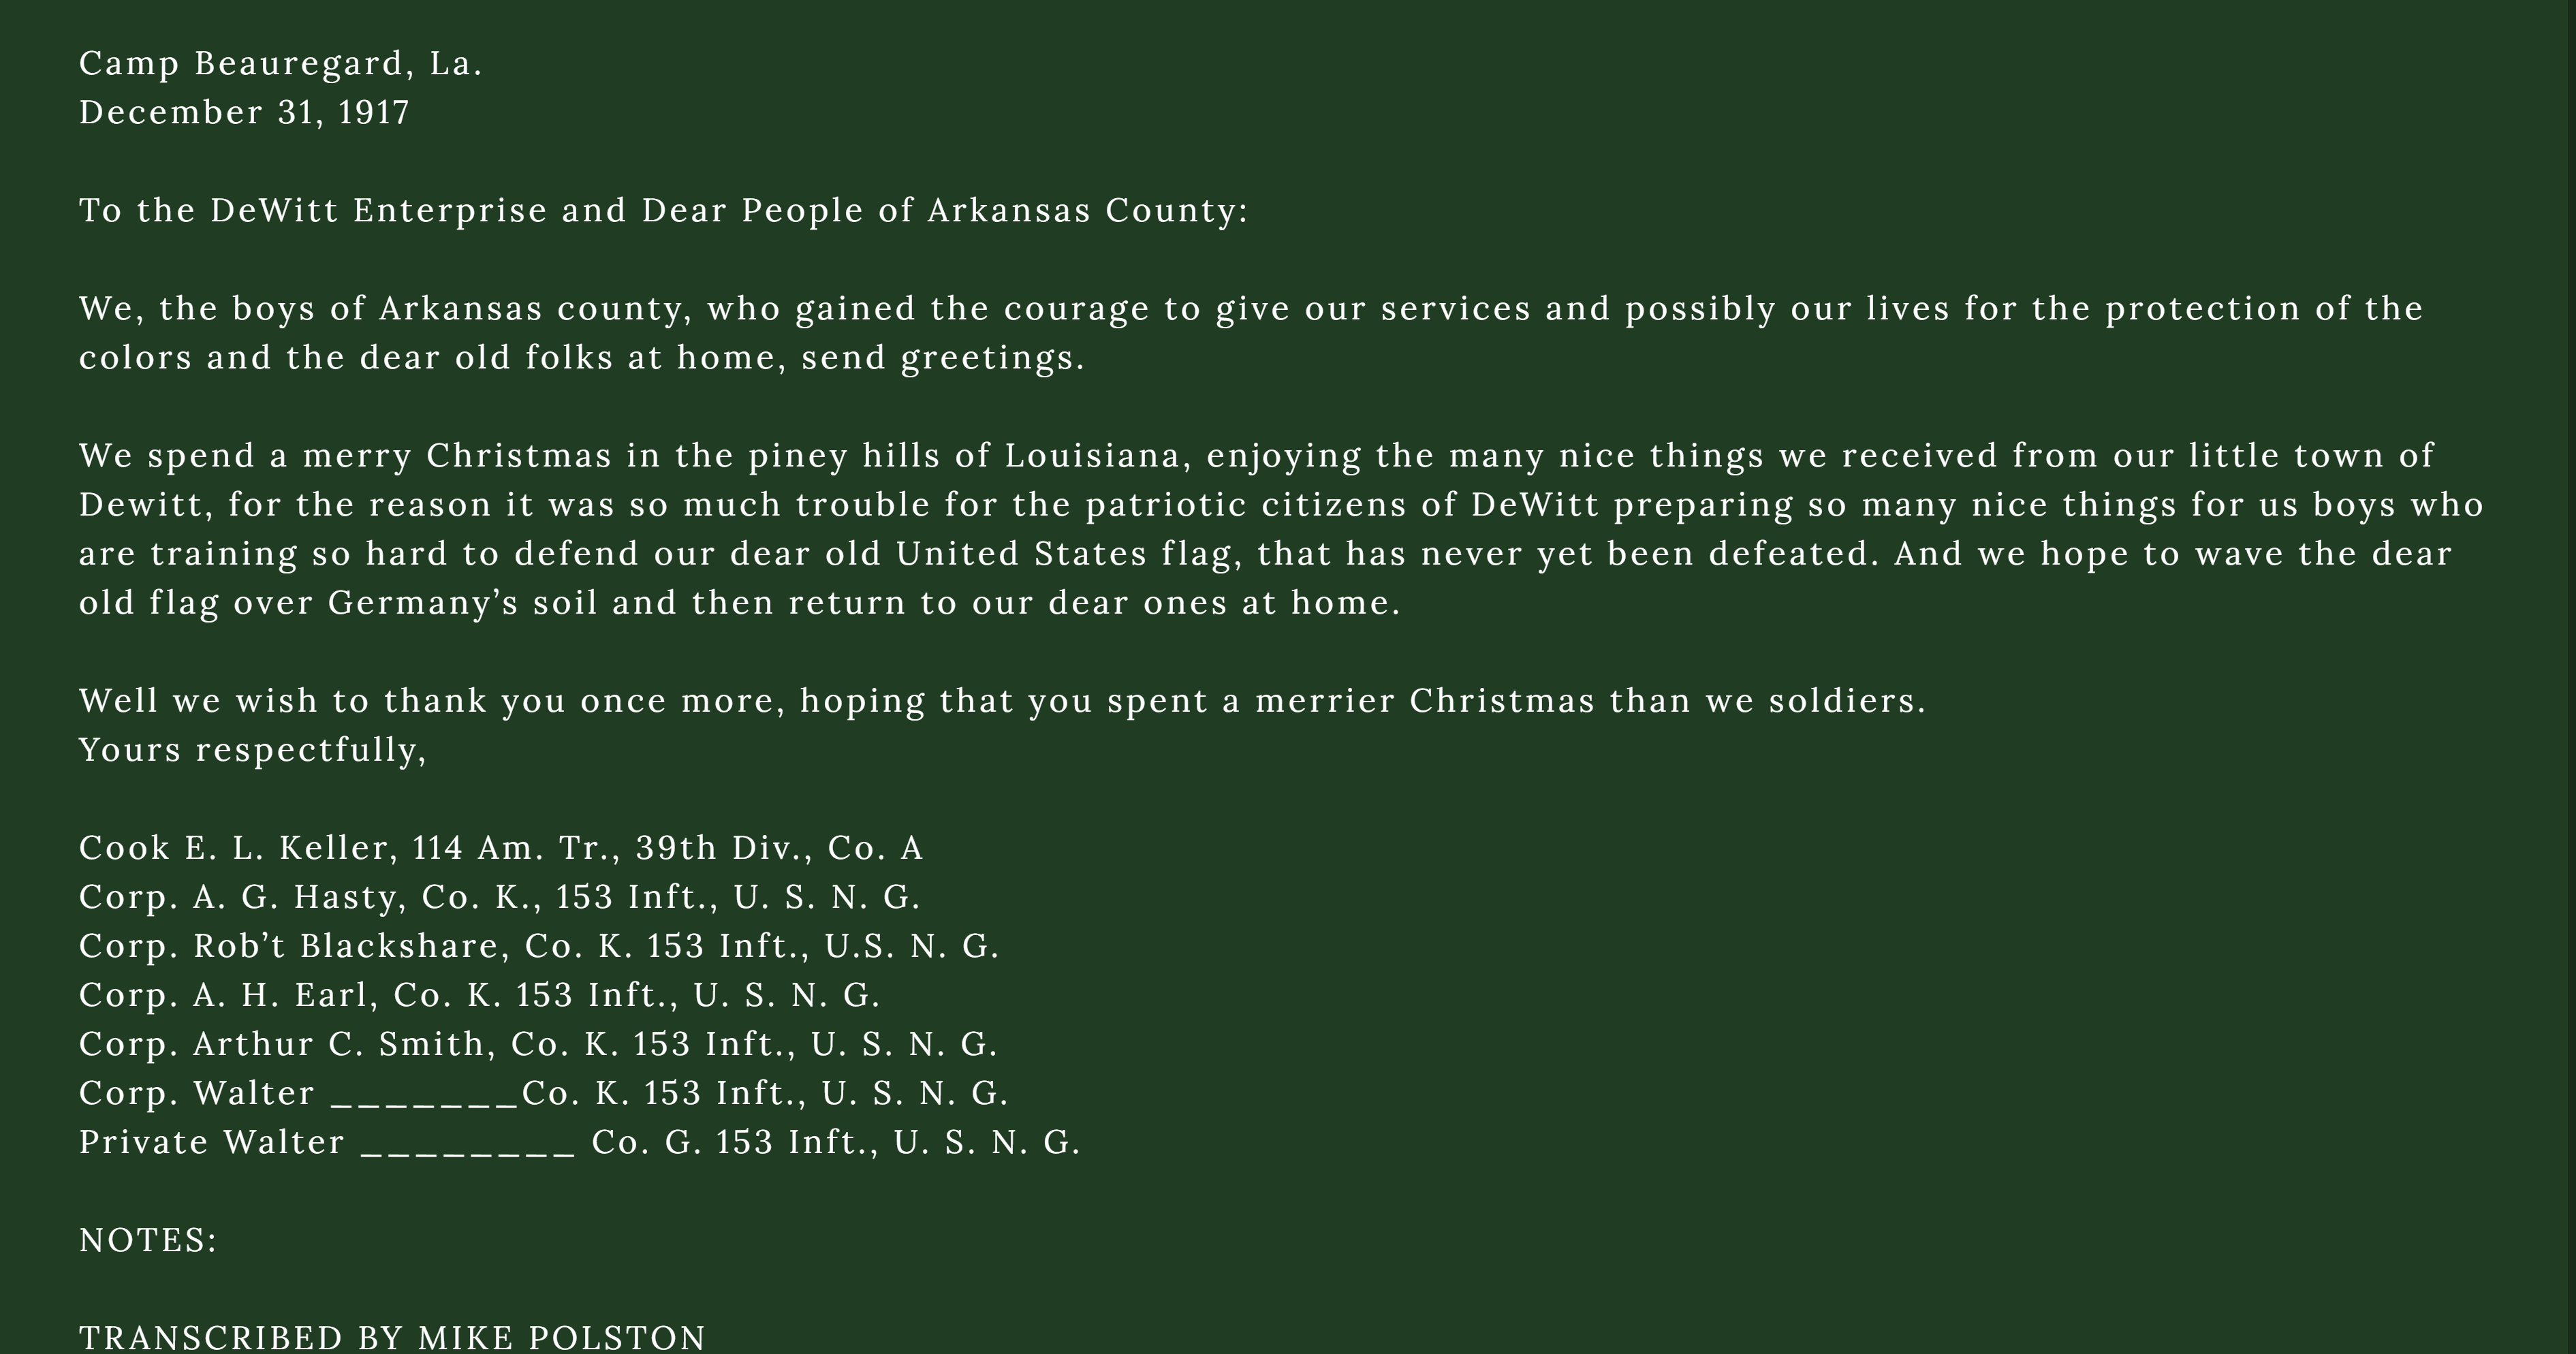 Camp Beauregard, La.
December 31, 1917
To the DeWitt Enterprise and Dear People of Arkansas County:
We, the boys of Arkansas county, who gained the courage to give our services and possibly our lives for the protection of the
colors and the dear old folks at home, send greetings.
We spend a merry Christmas in the piney hills of Louisiana, enjoying the many nice things we received from our little town of
Dewitt, for the reason it was so much trouble for the patriotic citizens of DeWitt preparing so many nice things for us boys who
are training so hard to defend our dear old United States flag, that has never yet been defeated. And we hope to wave the dear
old flag over Germany’s soil and then return to our dear ones at home.
Well we wish to thank you once more, hoping that you spent a merrier Christmas than we soldiers.
Yours respectfully,
Cook E. L. Keller, 114 Am. Tr., 39th Div., Co. A
Corp. A. G. Hasty, Co. K., 153 Inft., U. S. N. G.
Corp. Rob’t Blackshare, Co. K. 153 Inft., U.S. N. G.
Corp. A. H. Earl, Co. K. 153 Inft., U. S. N. G.
Corp. Arthur C. Smith, Co. K. 153 Inft., U. S. N. G.
Corp. Walter _______Co. K. 153 Inft., U. S. N. G.
Private Walter ________ Co. G. 153 Inft., U. S. N. G.
NOTES:
TRANSCRIBED BY MIKE POLSTON